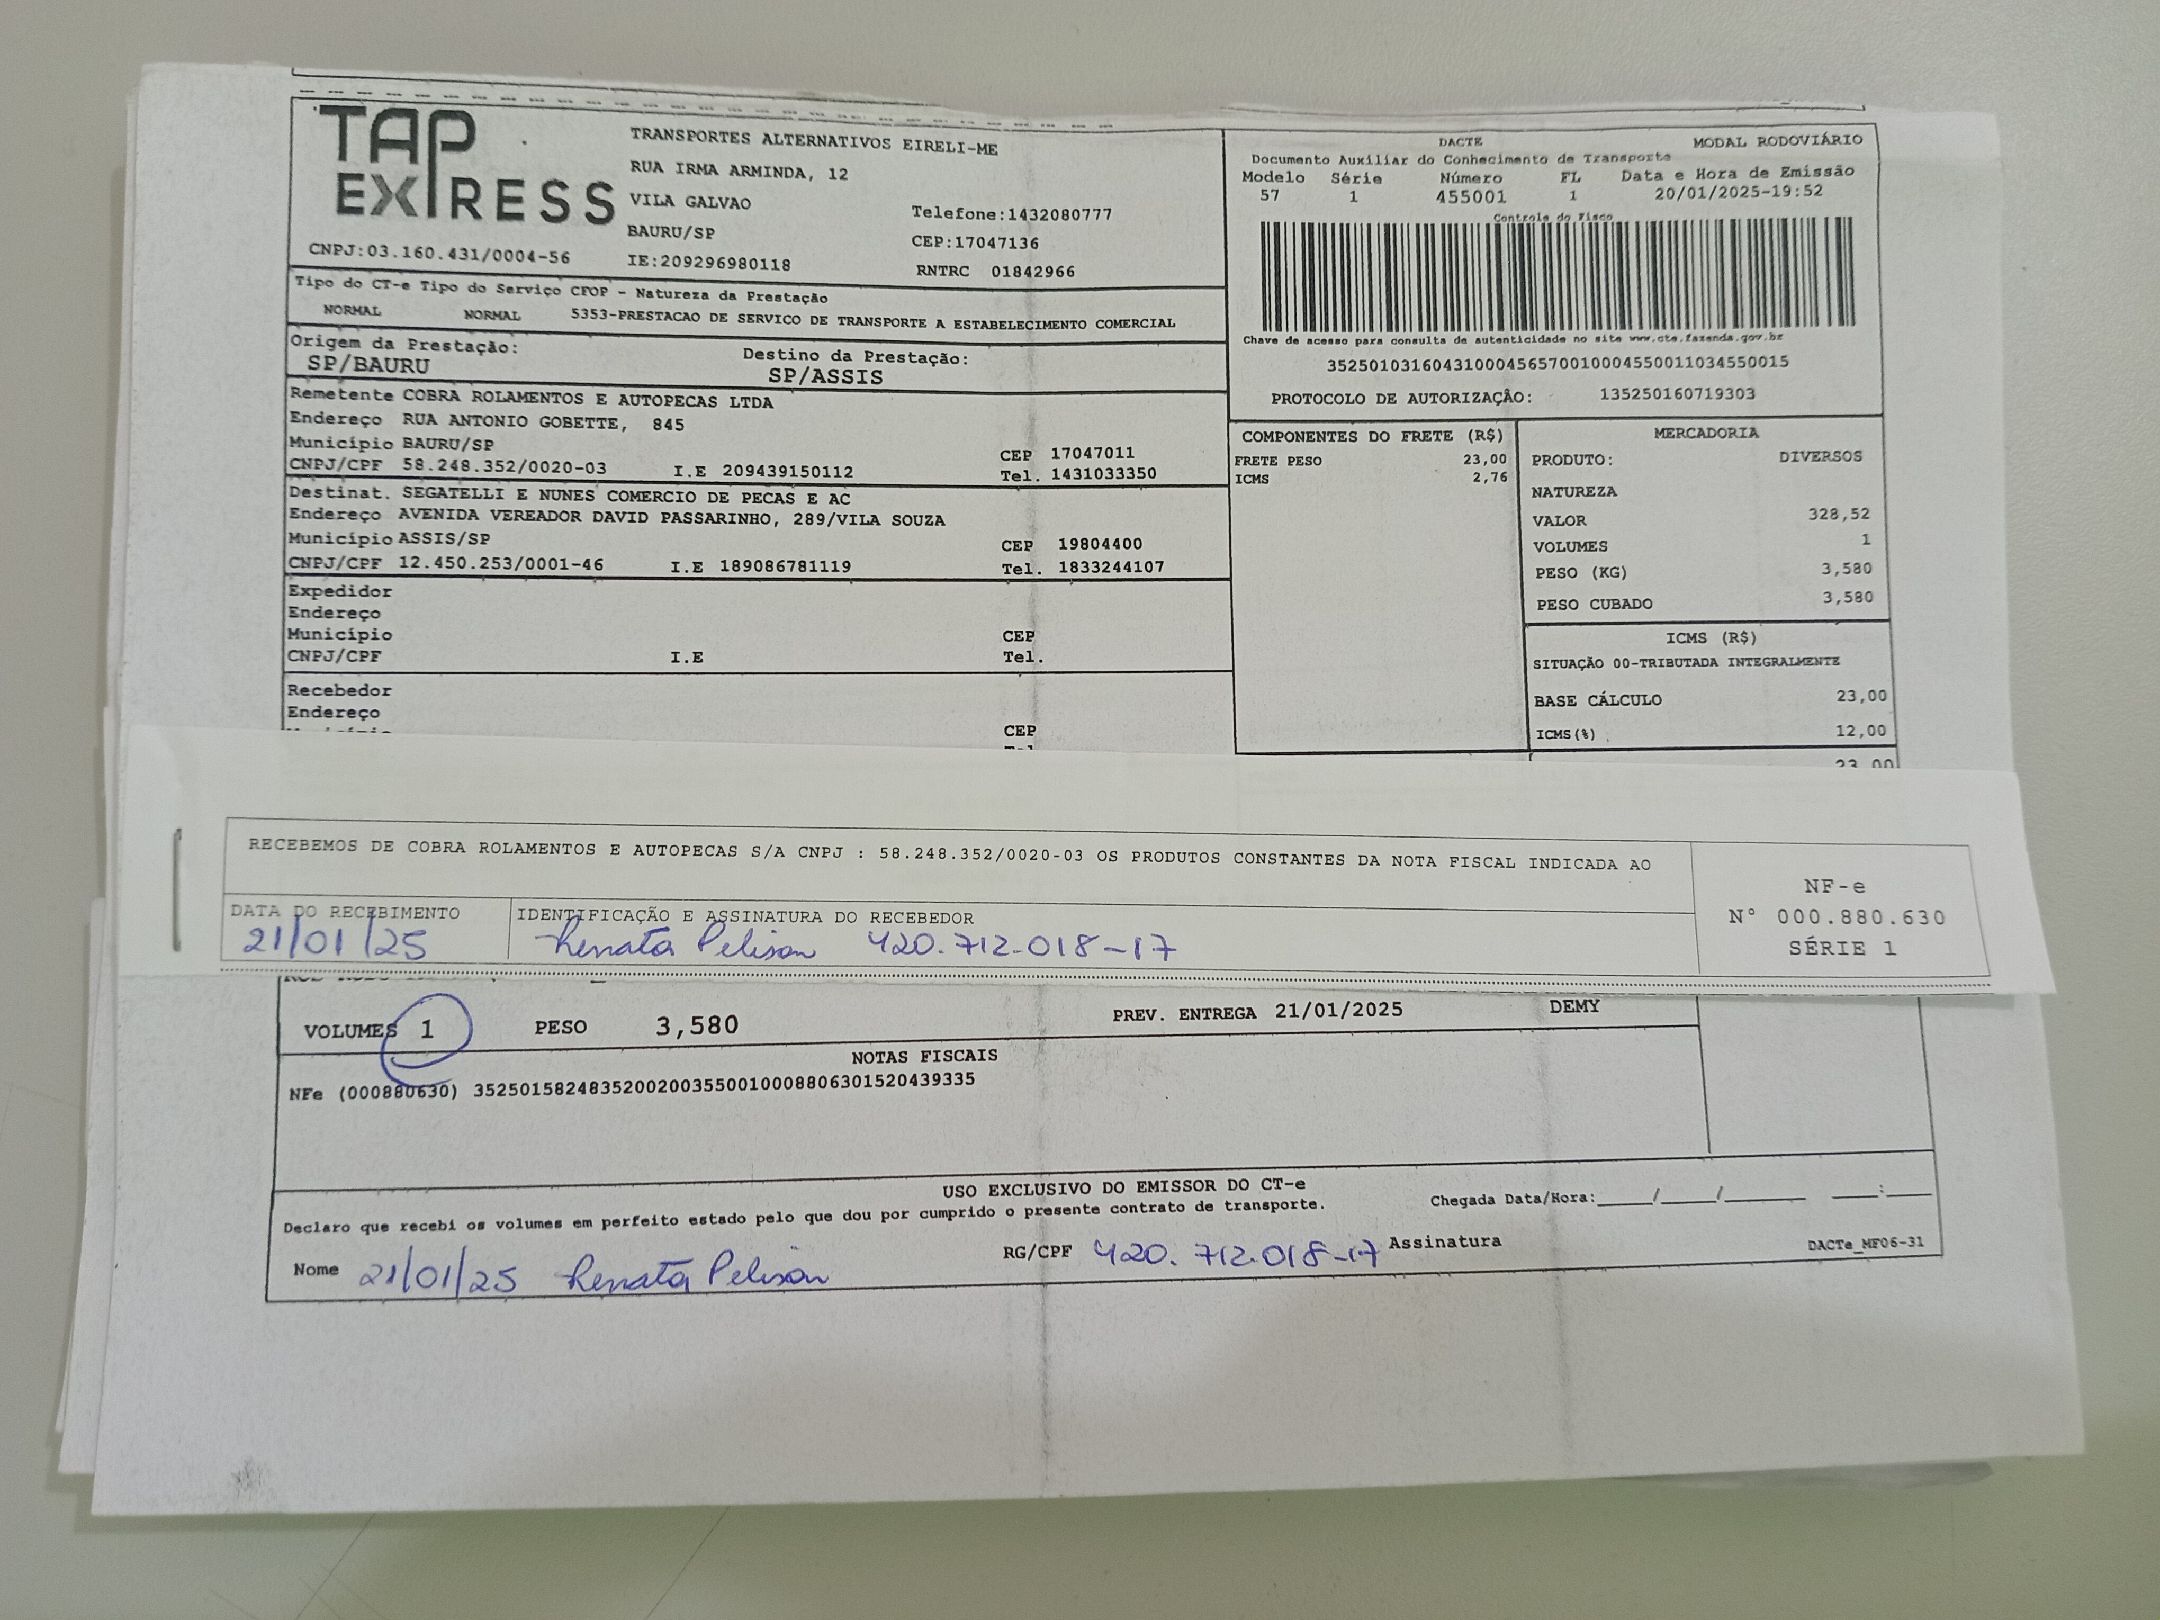 TAP EXPRESS
CNPJ:03.160.431/0004-56
TRANSPORTES ALTERNATIVOS EIRELI-ME
RUA IRMA ARMINDA, 12
VILA GALVAO
Telefone:1432080777
BAURU/SP
CEP:17047136
IE:209296980118
RNTRC 01842966
DACTE MODAL RODOVIÁRIO
Documento Auxiliar do Conhecimento de Transporte
Modelo Série Número FL Data e Hora de Emissão
57 1 455001 1 20/01/2025-19:52
Controle do Fisco
Chave de acesso para consulta de autenticidade no site www.cte.fazenda.gov.br
35250103160431000456570010004550011034550015
PROTOCOLO DE AUTORIZAÇÂO: 135250160719303
Tipo do CT-e Tipo do Serviço CFOP - Natureza da Prestação
NORMAL NORMAL 5353-PRESTACAO DE SERVICO DE TRANSPORTE A ESTABELECIMENTO COMERCIAL
Origem da Prestação: Destino da Prestação:
SP/BAURU SP/ASSIS
Remetente COBRA ROLAMENTOS E AUTOPECAS LTDA
Endereço RUA ANTONIO GOBETTE, 845
Município BAURU/SP CEP 17047011
CNPJ/CPF 58.248.352/0020-03 I.E 209439150112 Tel. 1431033350
Destinat. SEGATELLI E NUNES COMERCIO DE PECAS E AC
Endereço AVENIDA VEREADOR DAVID PASSARINHO, 289/VILA SOUZA
Município ASSIS/SP CEP 19804400
CNPJ/CPF 12.450.253/0001-46 I.E 189086781119 Tel. 1833244107
Expedidor
Endereço
Município CEP
CNPJ/CPF I.E Tel.
Recebedor
Endereço
CEP
COMPONENTES DO FRETE (R$)
FRETE PESO 23,00
ICMS 2,76
MERCADORIA
PRODUTO: DIVERSOS
NATUREZA
VALOR 328,52
VOLUMES 1
PESO (KG) 3,580
PESO CUBADO 3,580
ICMS (R$)
SITUAÇÃO 00-TRIBUTADA INTEGRALMENTE
BASE CÁLCULO 23,00
ICMS(%) 12,00
23,00
RECEBEMOS DE COBRA ROLAMENTOS E AUTOPECAS S/A CNPJ : 58.248.352/0020-03 OS PRODUTOS CONSTANTES DA NOTA FISCAL INDICADA AO
DATA DO RECEBIMENTO IDENTIFICAÇÃO E ASSINATURA DO RECEBEDOR
21/01/25 Renata Pelison 420.712.018-17
NF-e
N° 000.880.630
SÉRIE 1
VOLUMES 1 PESO 3,580 PREV. ENTREGA 21/01/2025 DEMY
NOTAS FISCAIS
NFe (000880630) 35250158248352002003550010008806301520439335
USO EXCLUSIVO DO EMISSOR DO CT-e
Declaro que recebi os volumes em perfeito estado pelo que dou por cumprido o presente contrato de transporte.
Chegada Data/Hora:____/____/______ ___:___
Nome 21/01/25 Renata Pelison RG/CPF 420.712.018-17 Assinatura
DACTe_MF06-31